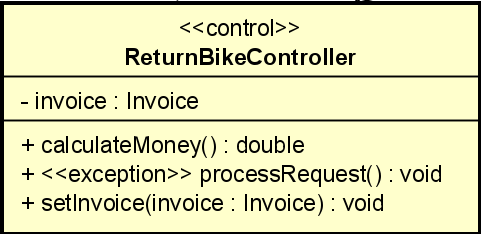 <<control>>
ReturnBikeController
- invoice : Invoice
+ calculateMoney() : double
+ <<exception>> processRequest() : void
+ setInvoice(invoice : Invoice) : void